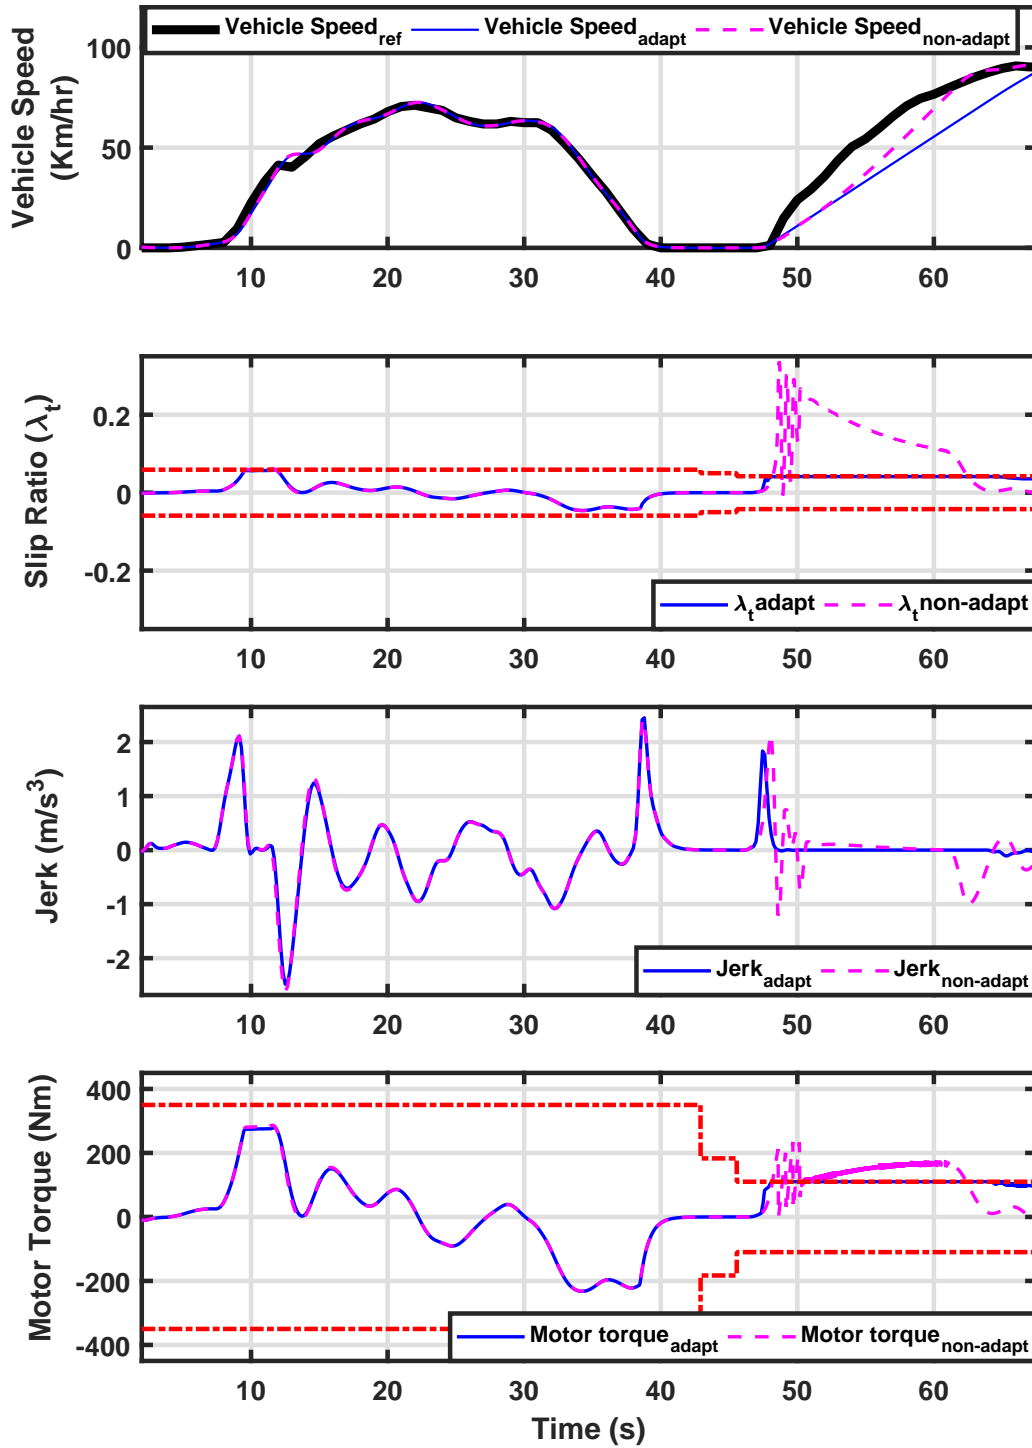 Vehicle Speed_ref Vehicle Speed_adapt Vehicle Speed_non-adapt
Vehicle Speed
(Km/hr)
100
50
0
10 20 30 40 50 60
Slip Ratio (λ_t)
0.2
0
-0.2
λ_t adapt λ_t non-adapt
10 20 30 40 50 60
Jerk (m/s³)
2
1
0
-1
-2
Jerk_adapt Jerk_non-adapt
10 20 30 40 50 60
Motor Torque (Nm)
400
200
0
-200
-400
Motor torque_adapt Motor torque_non-adapt
10 20 30 40 50 60
Time (s)